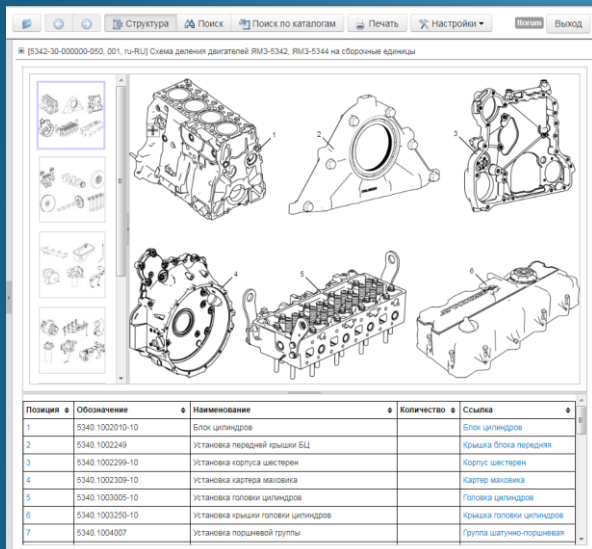 Структура Поиск Поиск по каталогам Печать Настройки Itorum Выход
[5342-30-000000-050, 001, ru-RU] Схема деления двигателей ЯМЗ-5342, ЯМЗ-5344 на сборочные единицы
1 2 3
4 5 6
Позиция Обозначение Наименование Количество Ссылка
1 5340.1002010-10 Блок цилиндров Блок цилиндров
2 5340.1002249 Установка передней крышки БЦ Крышка блока передняя
3 5340.1002299-10 Установка корпуса шестерен Корпус шестерен
4 5340.1002309-10 Установка картера маховика Картер маховика
5 5340.1003005-10 Установка головки цилиндров Головка цилиндров
6 5340.1003250-10 Установка крышки головки цилиндров Крышка головки цилиндров
7 5340.1004007 Установка поршневой группы Группа шатунно-поршневая